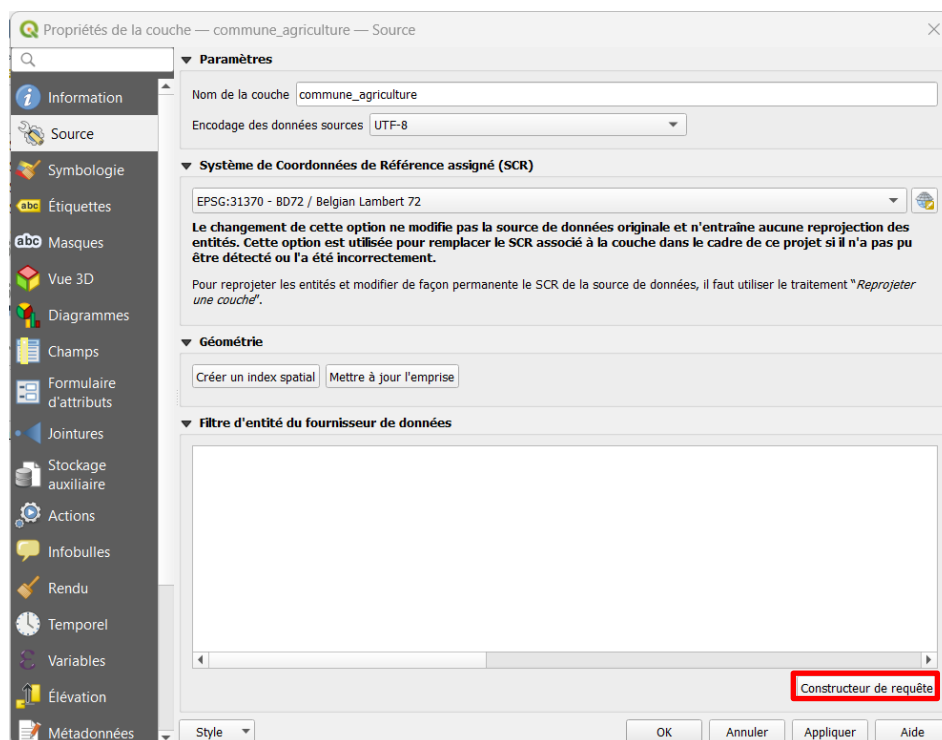 Propriétés de la couche — commune_agriculture — Source
Information
Source
Symbologie
abc Étiquettes
abc Masques
Vue 3D
Diagrammes
Champs
Formulaire
d'attributs
Jointures
Stockage
auxiliaire
Actions
Infobulles
Rendu
Temporel
Variables
Élévation
Métadonnées
Paramètres
Nom de la couche commune_agriculture
Encodage des données sources UTF-8
Système de Coordonnées de Référence assigné (SCR)
EPSG:31370 - BD72 / Belgian Lambert 72
Le changement de cette option ne modifie pas la source de données originale et n'entraîne aucune reprojection des
entités. Cette option est utilisée pour remplacer le SCR associé à la couche dans le cadre de ce projet si il n'a pas pu
être détecté ou l'a été incorrectement.
Pour reprojeter les entités et modifier de façon permanente le SCR de la source de données, il faut utiliser le traitement “Reprojeter
une couche”.
Géométrie
Créer un index spatial Mettre à jour l'emprise
Filtre d'entité du fournisseur de données
Constructeur de requête
Style OK Annuler Appliquer Aide